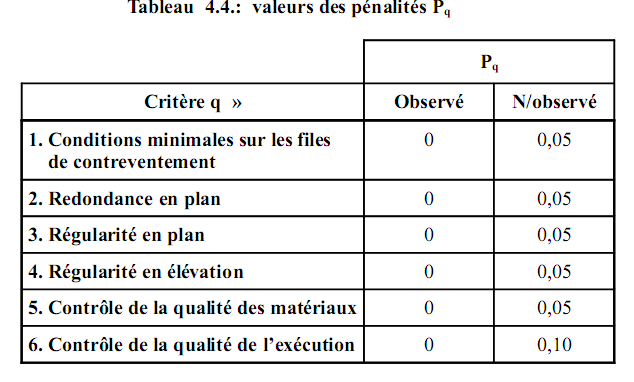 Tableau 4.4.: valeurs des pénalités Pq
Pq
Critère q » Observé N/observé
1. Conditions minimales sur les files
de contreventement 0 0,05
2. Redondance en plan 0 0,05
3. Régularité en plan 0 0,05
4. Régularité en élévation 0 0,05
5. Contrôle de la qualité des matériaux 0 0,05
6. Contrôle de la qualité de l’exécution 0 0,10